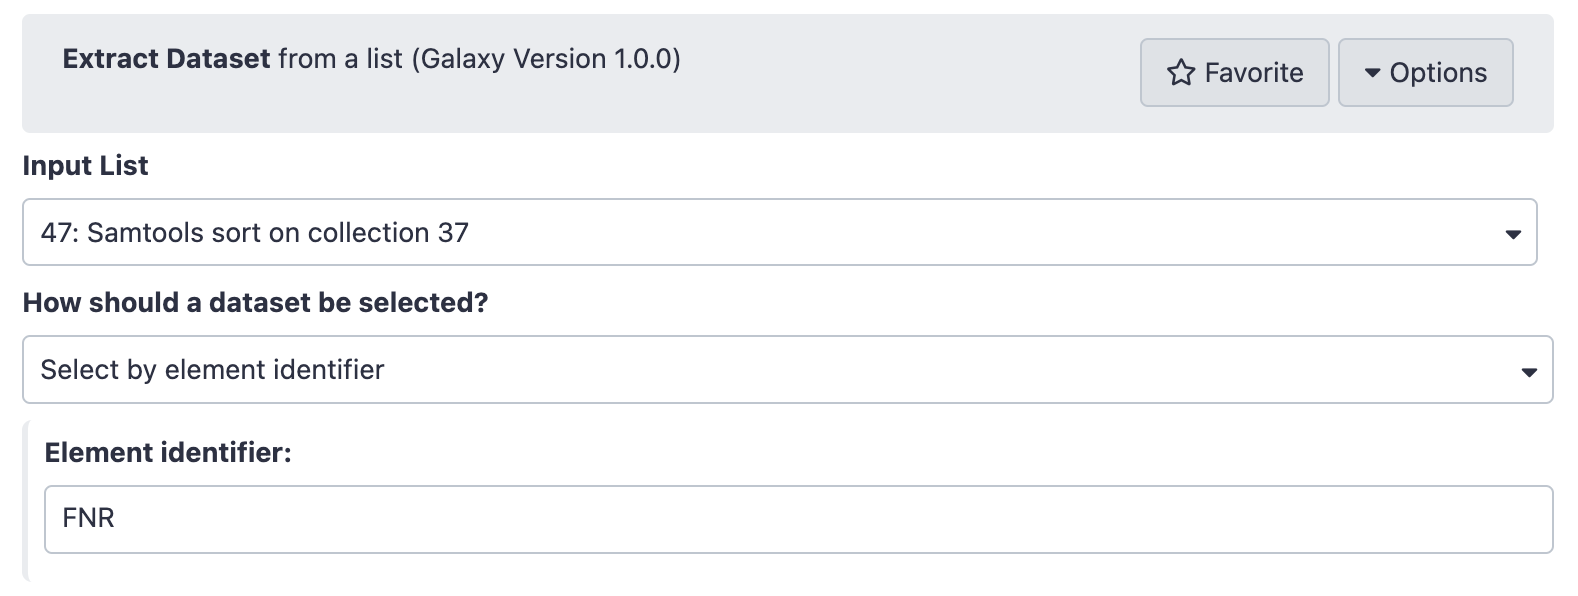 Extract Dataset from a list (Galaxy Version 1.0.0)
Favorite
Options
Input List
47: Samtools sort on collection 37
How should a dataset be selected?
Select by element identifier
Element identifier:
FNR